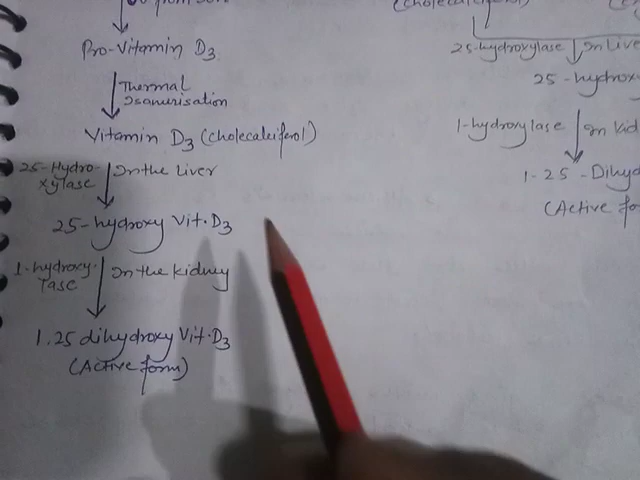 Pro-Vitamin D3
Thermal
Isomerisation
Vitamin D3 (cholecalciferol)
25-Hydro-
xylase
In the Liver
25-hydroxy Vit.D3
1-hydroxy-
lase
In the kidney
1.25 dihydroxy Vit.D3
(Active form)
(cholecalciferol)
25-hydroxylase
In Live
25-hydroxy
1-hydroxylase
In Kid
1-25-Dihyd
(Active fo